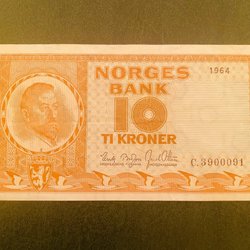 NORGES
BANK
1964
10
TI KRONER
C.3900091